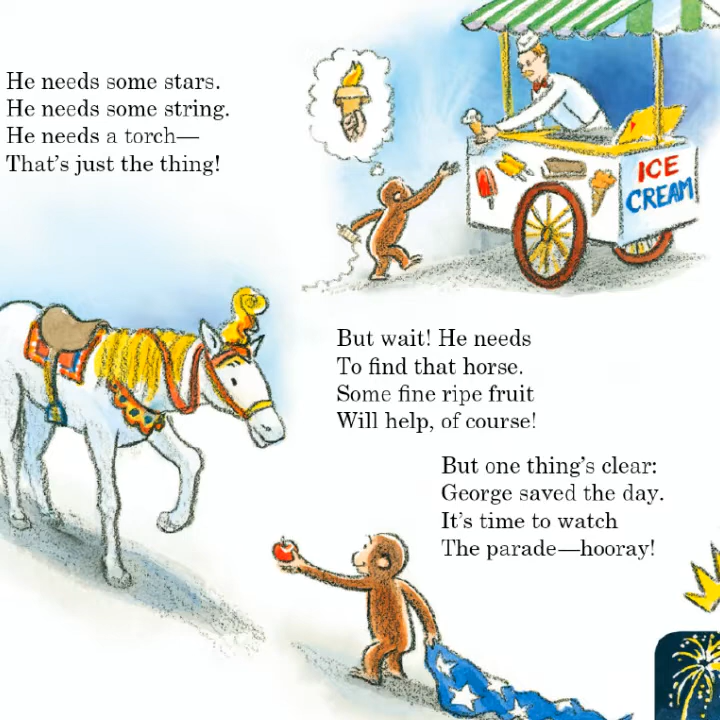 He needs some stars.
He needs some string.
He needs a torch—
That's just the thing!
ICE
CREAM
But wait! He needs
To find that horse.
Some fine ripe fruit
Will help, of course!
But one thing's clear:
George saved the day.
It's time to watch
The parade—hooray!